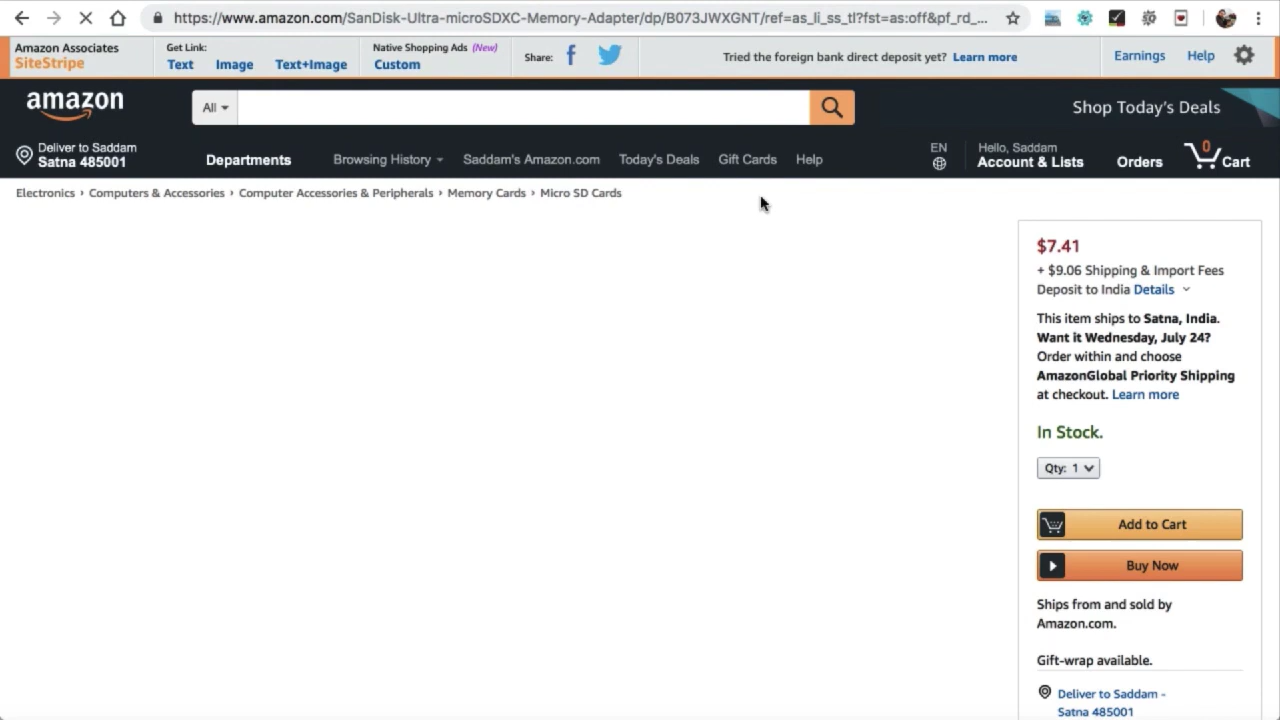 https://www.amazon.com/SanDisk-Ultra-microSDXC-Memory-Adapter/dp/B073JWXGNT/ref=as_li_ss_tl?fst=as:off&pf_rd_...
Amazon Associates
SiteStripe
Get Link:
Text Image Text+Image
Native Shopping Ads (New)
Custom
Share:
Tried the foreign bank direct deposit yet? Learn more
Earnings Help
amazon
All
Shop Today's Deals
Deliver to Saddam
Satna 485001
Departments
Browsing History Saddam's Amazon.com Today's Deals Gift Cards Help
EN
Hello, Saddam
Account & Lists
Orders
0
Cart
Electronics › Computers & Accessories › Computer Accessories & Peripherals › Memory Cards › Micro SD Cards
$7.41
+ $9.06 Shipping & Import Fees
Deposit to India Details
This item ships to Satna, India.
Want it Wednesday, July 24?
Order within and choose
AmazonGlobal Priority Shipping
at checkout. Learn more
In Stock.
Qty: 1
Add to Cart
Buy Now
Ships from and sold by
Amazon.com.
Gift-wrap available.
Deliver to Saddam -
Satna 485001